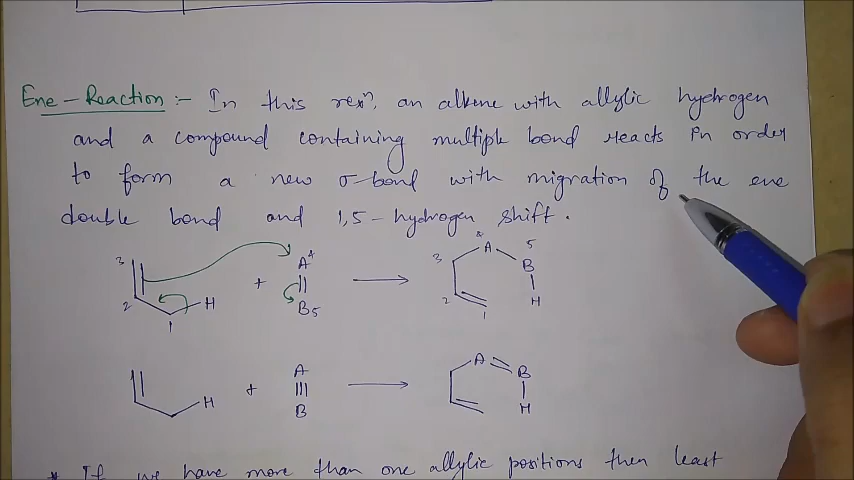 Ene-Reaction :- In this rexⁿ, an alkene with allylic hydrogen
and a compound containing multiple bond reacts in order
to form a new σ-bond with migration of the ene
double bond and 1,5-hydrogen shift.
3 2 1 H + A 4 B 5 → 3 2 1 4 A B 5 H
H + A B → A B H
* If we have more than one allylic positions then least